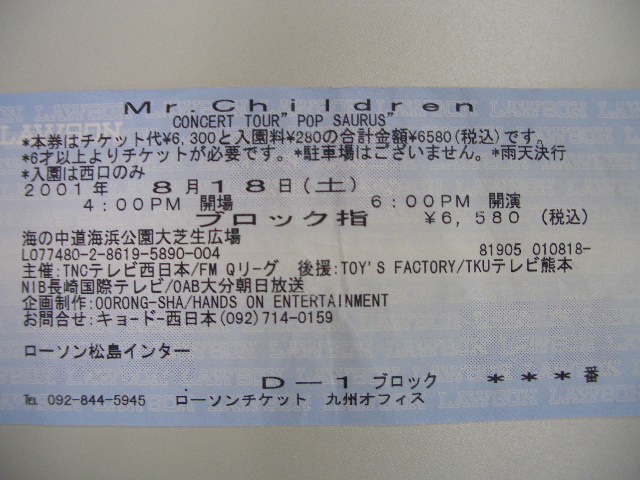 Mr.Children
CONCERT TOUR" POP SAURUS"
*本券はチケット代¥6,300と入園料¥280の合計金額¥6580(税込)です。
*6才以上よりチケットが必要です。*駐車場はございません。*雨天決行
*入園は西口のみ
2001年 8月18日(土)
4:00PM 開場 6:00PM 開演
ブロック指 ¥6,580 (税込)
海の中道海浜公園大芝生広場
L077480-2-8619-5890-004 81905 010818-
主催:TNCテレビ西日本/FM Qリーグ 後援:TOY'S FACTORY/TKUテレビ熊本
NIB長崎国際テレビ/OAB大分朝日放送
企画制作:OORONG-SHA/HANDS ON ENTERTAINMENT
お問合せ:キョードー西日本(092)714-0159
ローソン松島インター
D-1 ブロック ***番
℡ 092-844-5945 ローソンチケット 九州オフィス
LAWSON